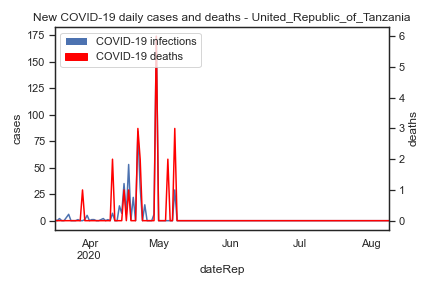 New COVID-19 daily cases and deaths - United_Republic_of_Tanzania
COVID-19 infections
COVID-19 deaths
175
150
125
100
75
50
25
0
cases
6
5
4
3
2
1
0
deaths
Apr
2020
May
Jun
Jul
Aug
dateRep